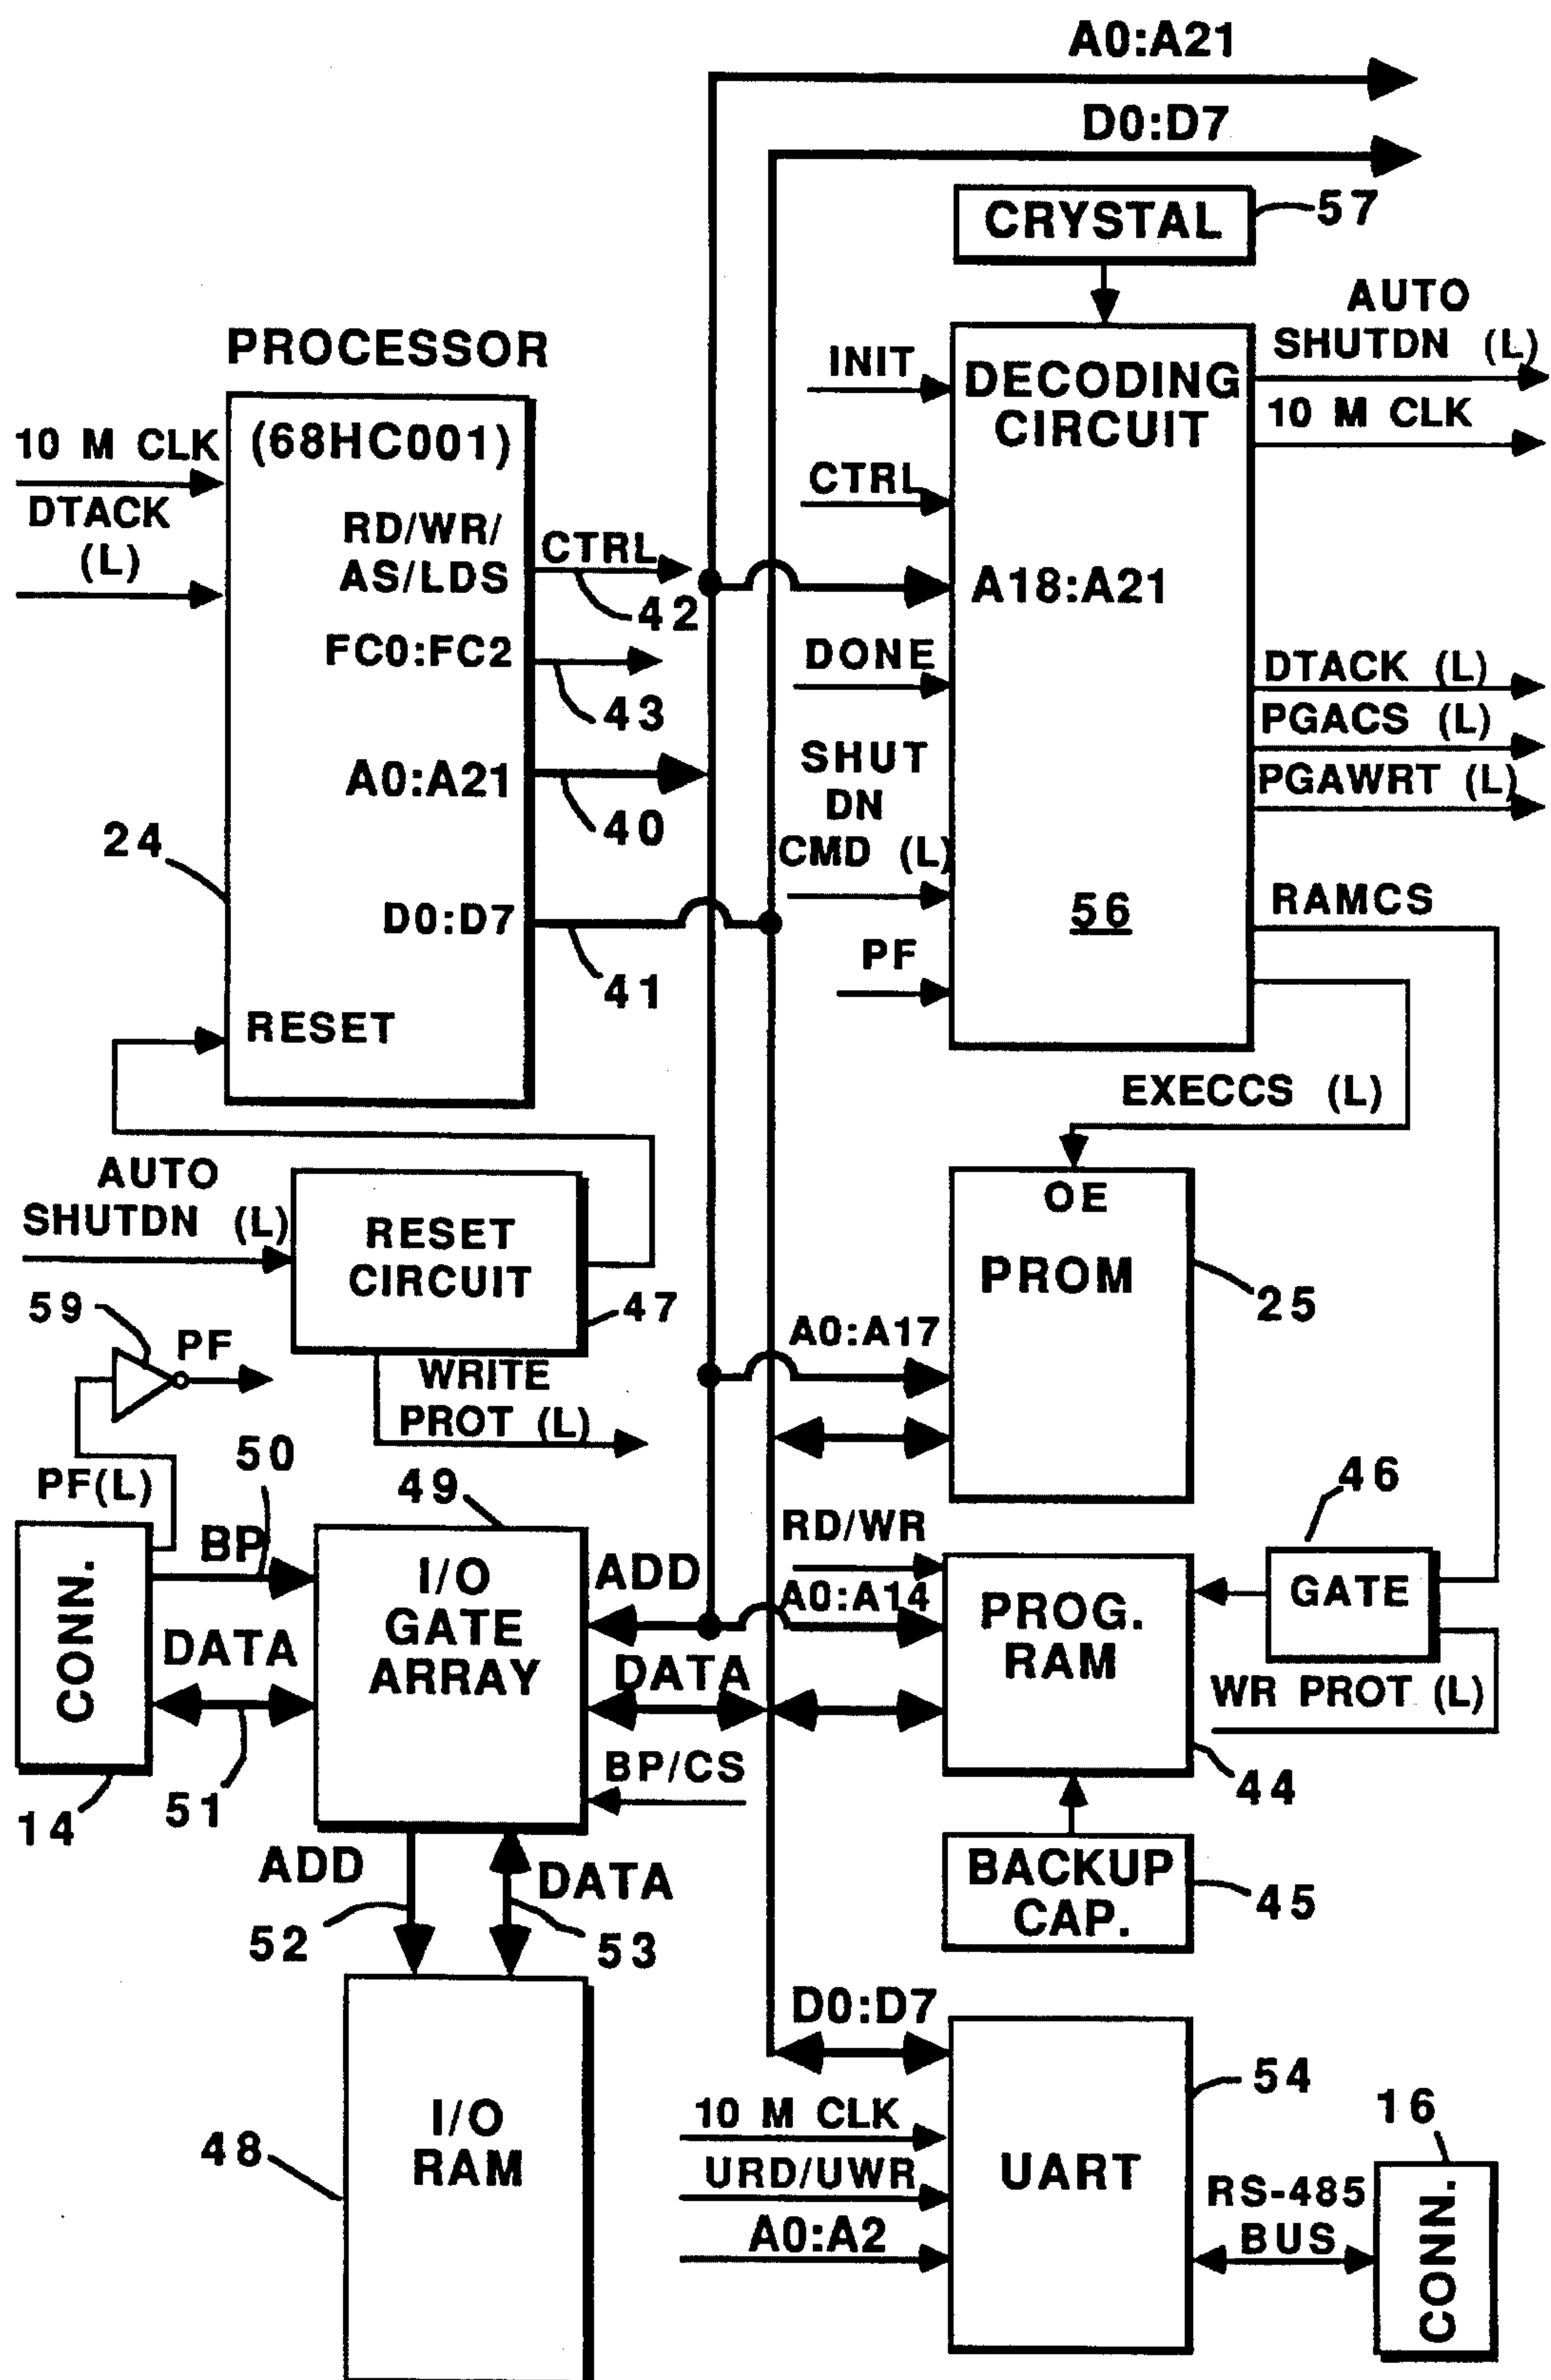 A0:A21
D0:D7
CRYSTAL
57
PROCESSOR
(68HC001)
10 M CLK
DTACK
(L)
RD/WR/
AS/LDS
CTRL
42
FC0:FC2
43
A0:A21
40
24
D0:D7
41
RESET
INIT
CTRL
DONE
SHUT
DN
CMD (L)
PF
DECODING
CIRCUIT
A18:A21
56
AUTO
SHUTDN (L)
10 M CLK
DTACK (L)
PGACS (L)
PGAWRT (L)
RAMCS
EXECCS (L)
AUTO
SHUTDN (L)
RESET
CIRCUIT
47
WRITE
PROT (L)
59
PF
PF(L)
OE
PROM
25
A0:A17
50
49
BP
CONN.
DATA
14
51
I/O
GATE
ARRAY
ADD
DATA
BP/CS
RD/WR
A0:A14
PROG.
RAM
46
GATE
WR PROT (L)
44
BACKUP
CAP.
45
ADD
52
DATA
53
I/O
RAM
48
D0:D7
10 M CLK
URD/UWR
A0:A2
UART
54
16
RS-485
BUS
CONN.